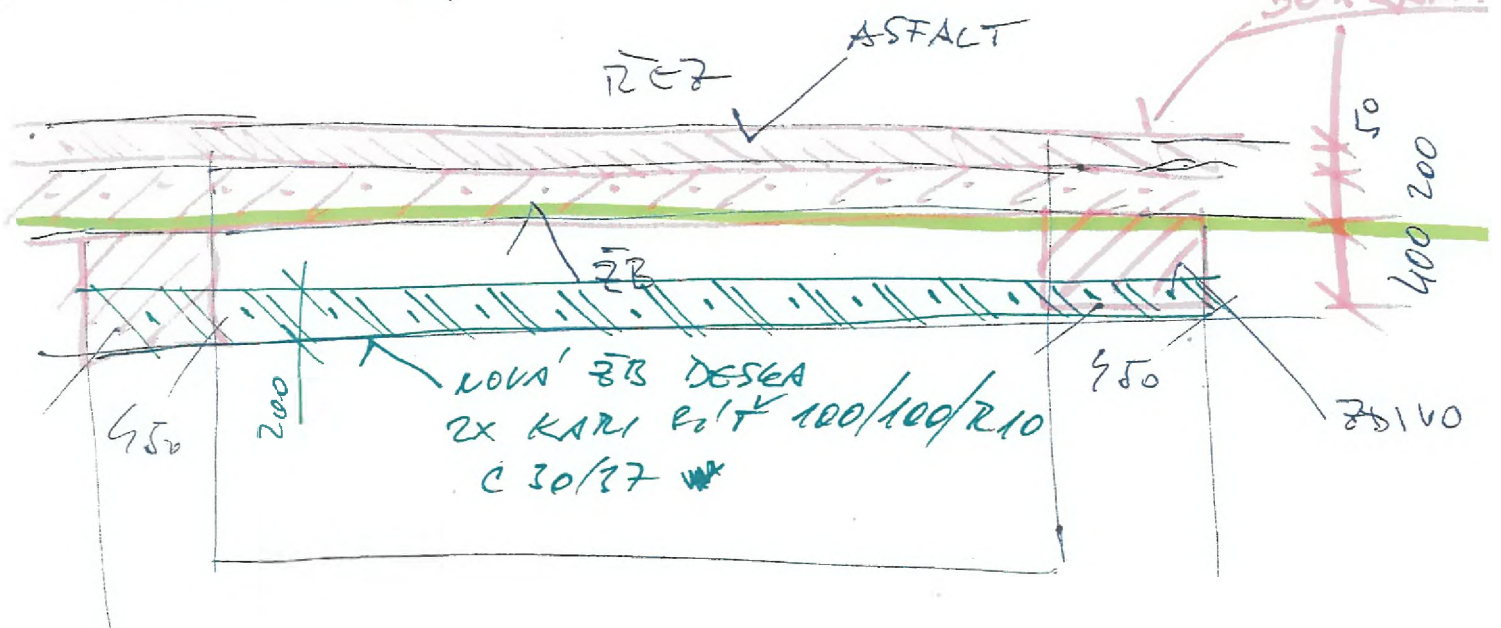 ASFALT
ŘEZ
50
200
400
ŽB
NOVÁ ŽB DESKA
2X KARI SÍŤ 100/100/R10
C 30/37
200
450
450
ZDIVO